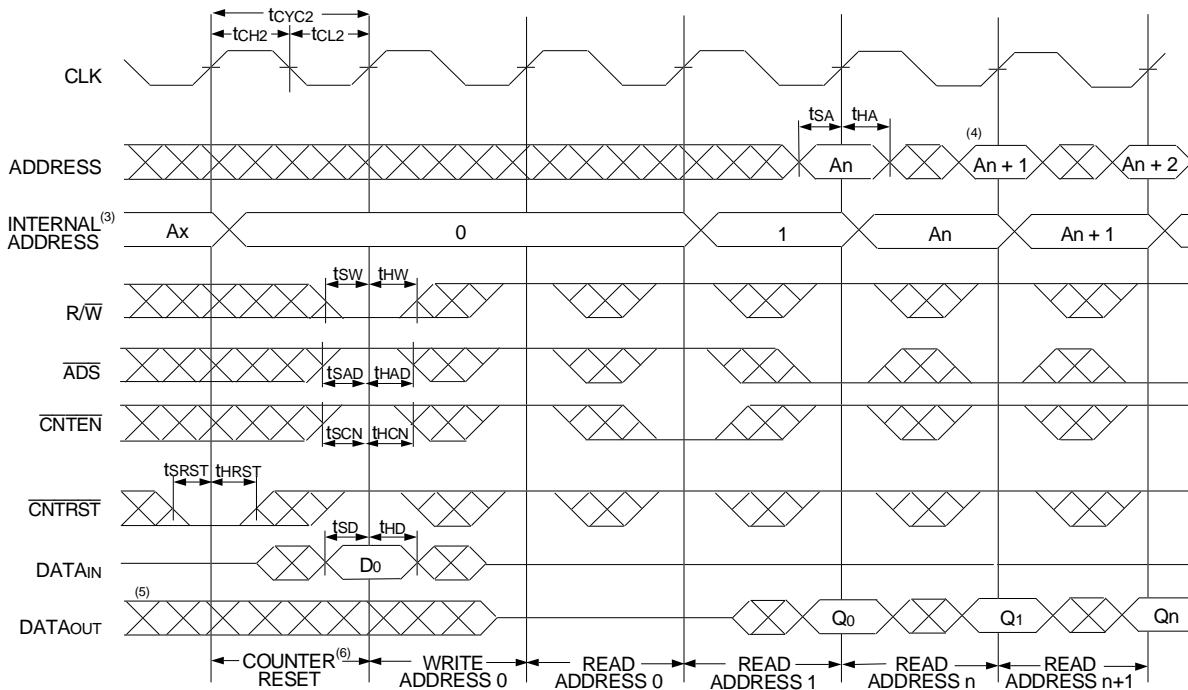 tCYC2
tCH2 tCL2
CLK
tSA tHA
(4)
ADDRESS An An + 1 An + 2
INTERNAL(3) ADDRESS Ax 0 1 An An + 1
tSW tHW
R/W
ADS
tSAD tHAD
CNTEN
tSCN tHCN
tSRST tHRST
CNTRST
tSD tHD
DATAIN D0
(5)
DATAOUT Q0 Q1 Qn
COUNTER(6) WRITE READ READ READ READ
RESET ADDRESS 0 ADDRESS 0 ADDRESS 1 ADDRESS n ADDRESS n+1